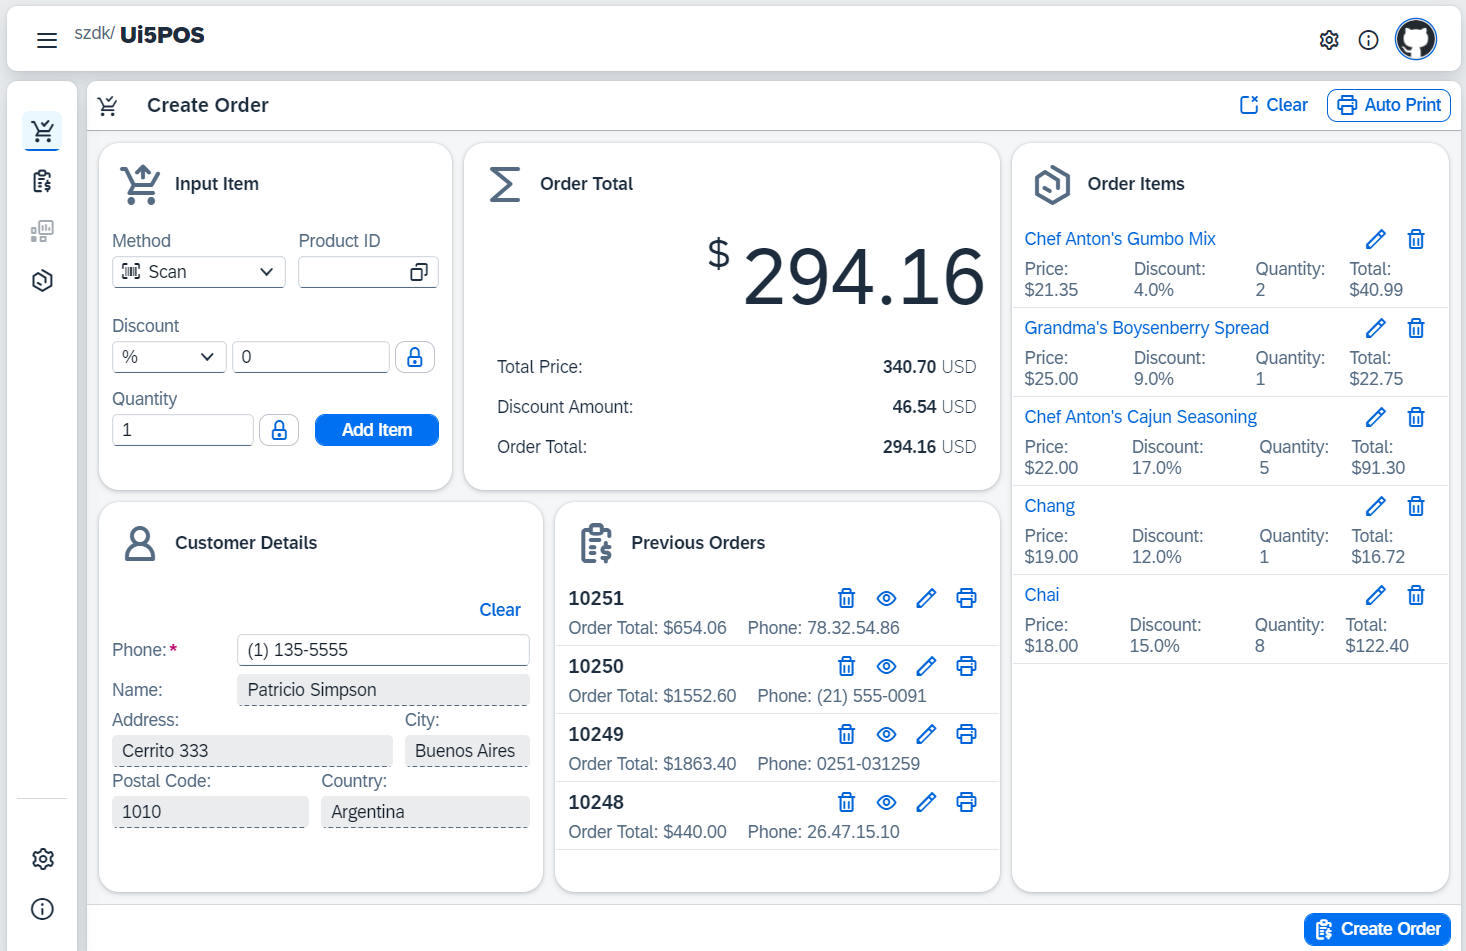 szdk/ Ui5POS
Create Order
Clear
Auto Print
Input Item
Method
Product ID
Scan
Discount
%
0
Quantity
1
Add Item
Order Total
$ 294.16
Total Price: 340.70 USD
Discount Amount: 46.54 USD
Order Total: 294.16 USD
Order Items
Chef Anton's Gumbo Mix
Price: Discount: Quantity: Total:
$21.35 4.0% 2 $40.99
Grandma's Boysenberry Spread
Price: Discount: Quantity: Total:
$25.00 9.0% 1 $22.75
Chef Anton's Cajun Seasoning
Price: Discount: Quantity: Total:
$22.00 17.0% 5 $91.30
Chang
Price: Discount: Quantity: Total:
$19.00 12.0% 1 $16.72
Chai
Price: Discount: Quantity: Total:
$18.00 15.0% 8 $122.40
Customer Details
Clear
Phone:* (1) 135-5555
Name: Patricio Simpson
Address: City:
Cerrito 333 Buenos Aires
Postal Code: Country:
1010 Argentina
Previous Orders
10251
Order Total: $654.06 Phone: 78.32.54.86
10250
Order Total: $1552.60 Phone: (21) 555-0091
10249
Order Total: $1863.40 Phone: 0251-031259
10248
Order Total: $440.00 Phone: 26.47.15.10
Create Order